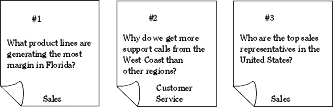 #1
What product lines are
generating the most
margin in Florida?
Sales
#2
Why do we get more
support calls from the
West Coast than
other regions?
Customer
Service
#3
Who are the top sales
representatives in the
United States?
Sales